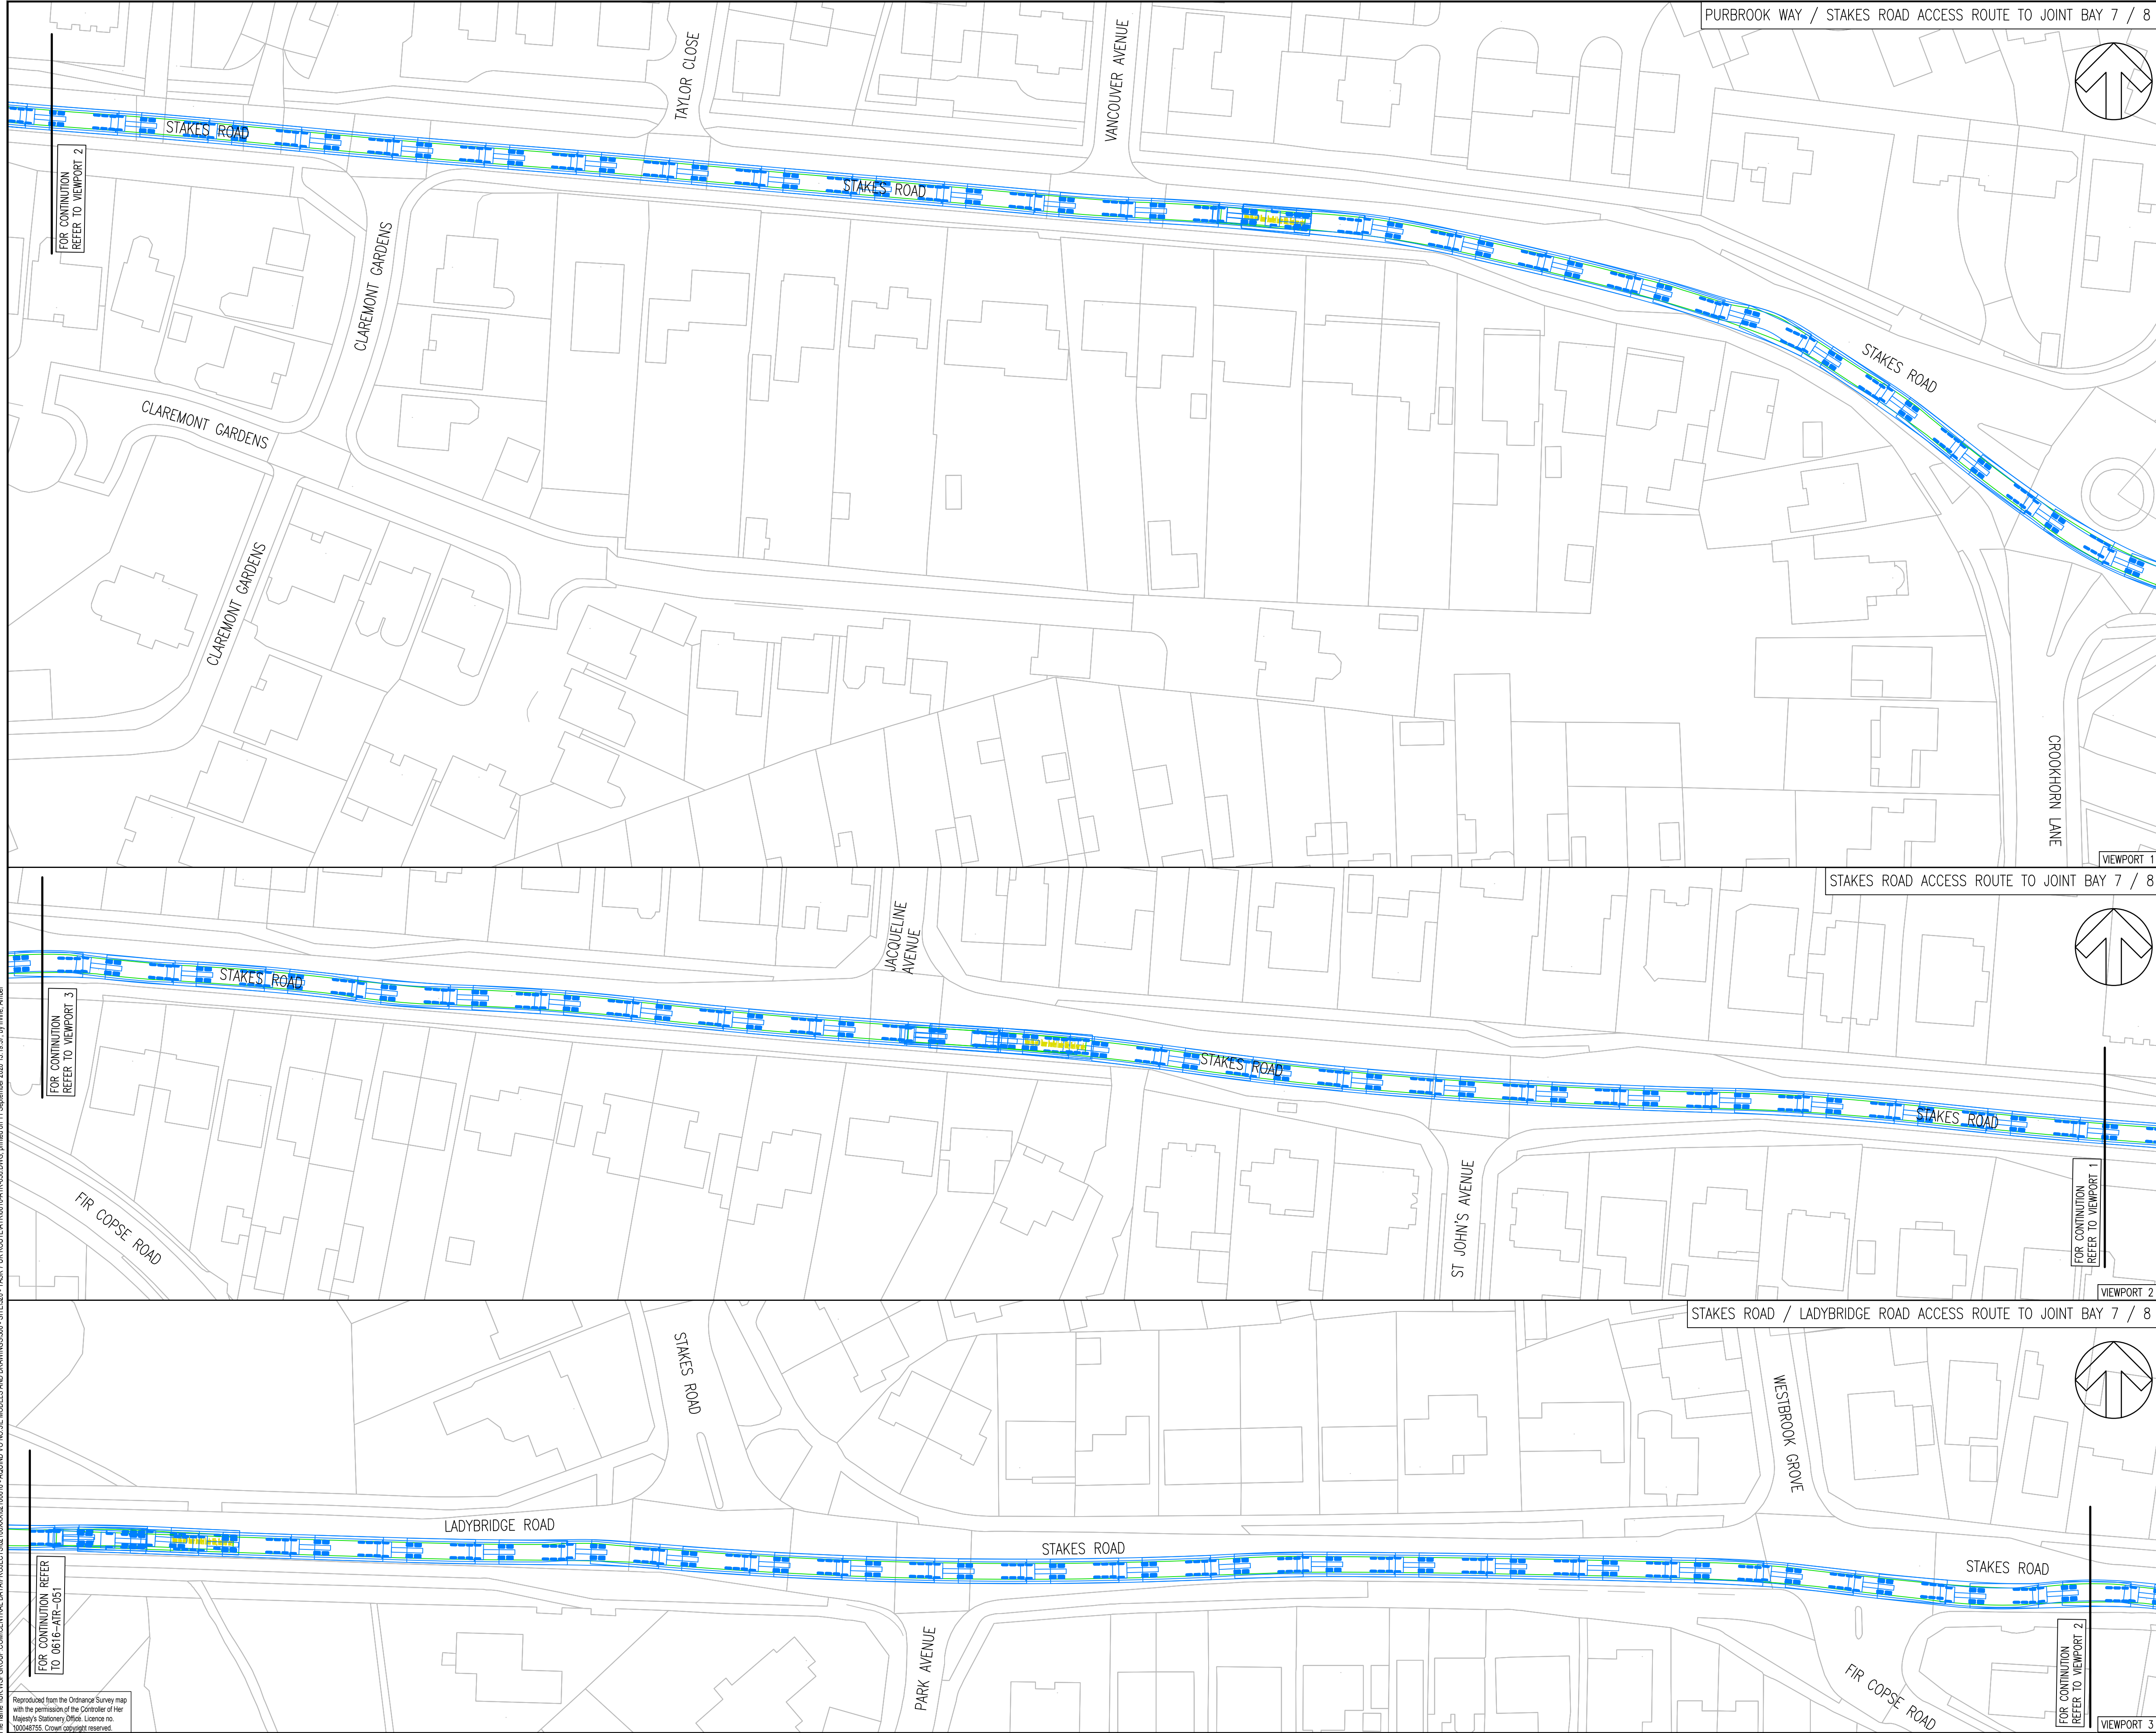 PURBROOK WAY / STAKES ROAD ACCESS ROUTE TO JOINT BAY 7 / 8
TAYLOR CLOSE
VANCOUVER AVENUE
STAKES ROAD
STAKES ROAD
FOR CONTINUTION
REFER TO VIEWPORT 2
CLAREMONT GARDENS
STAKES ROAD
CLAREMONT GARDENS
CLAREMONT GARDENS
CROOKHORN LANE
VIEWPORT 1
STAKES ROAD ACCESS ROUTE TO JOINT BAY 7 / 8
JACQUELINE
AVENUE
STAKES ROAD
FOR CONTINUTION
REFER TO VIEWPORT 3
STAKES ROAD
STAKES ROAD
FIR COPSE ROAD
ST JOHN'S AVENUE
FOR CONTINUTION
REFER TO VIEWPORT 1
VIEWPORT 2
STAKES ROAD / LADYBRIDGE ROAD ACCESS ROUTE TO JOINT BAY 7 / 8
STAKES ROAD
WESTBROOK GROVE
LADYBRIDGE ROAD
STAKES ROAD
STAKES ROAD
FOR CONTINUTION REFER
TO 0616-ATR-051
PARK AVENUE
FIR COPSE ROAD
FOR CONTINUTION
REFER TO VIEWPORT 2
VIEWPORT 3
Reproduced from the Ordnance Survey map
with the permission of the Controller of Her
Majesty's Stationery Office. Licence no.
100048755. Crown copyright reserved.